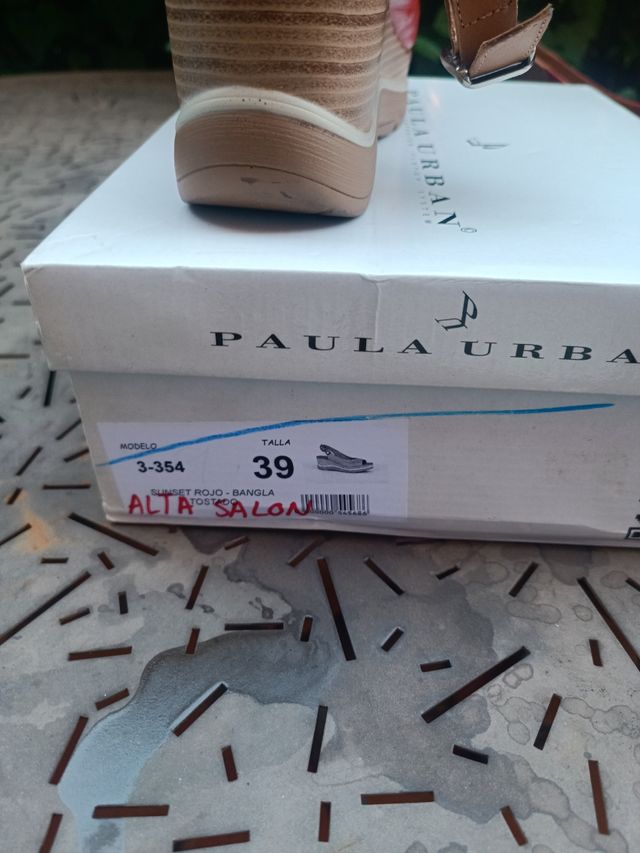 PAULA URBAN
PAULA URBA
MODELO
TALLA
3-354
39
SUNSET ROJO - BANGLA
TOSTADO
ALTA SALON